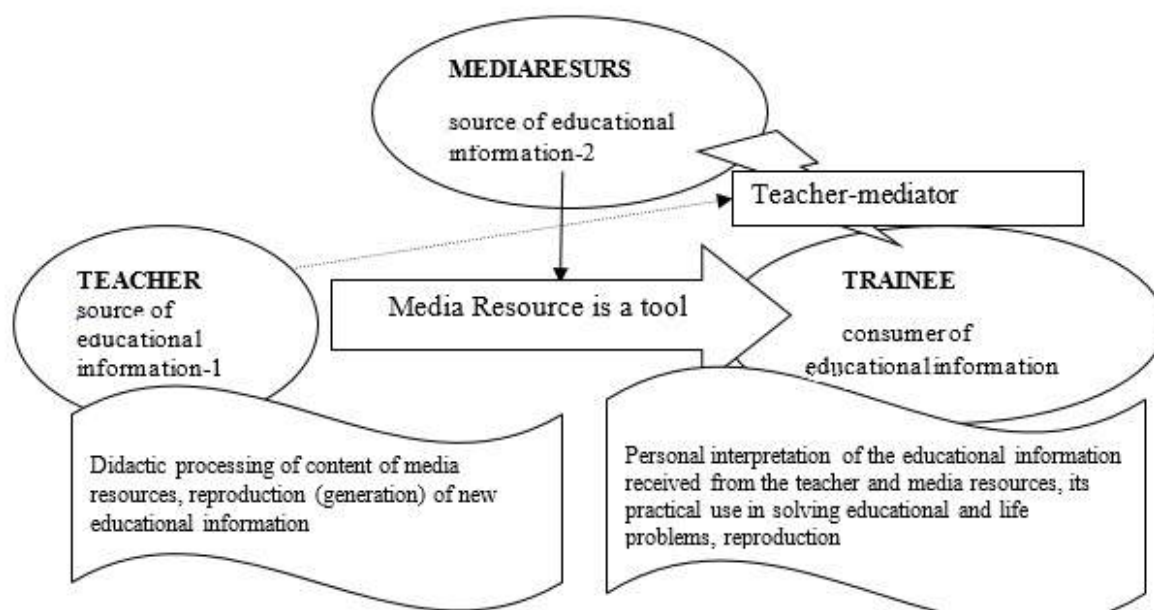 MEDIARESURS
source of educational
information-2
Teacher-mediator
TEACHER
source of
educational
information-1
Media Resource is a tool
TRAINEE
consumer of
educational information
Didactic processing of content of media
resources, reproduction (generation) of new
educational information
Personal interpretation of the educational information
received from the teacher and media resources, its
practical use in solving educational and life
problems, reproduction